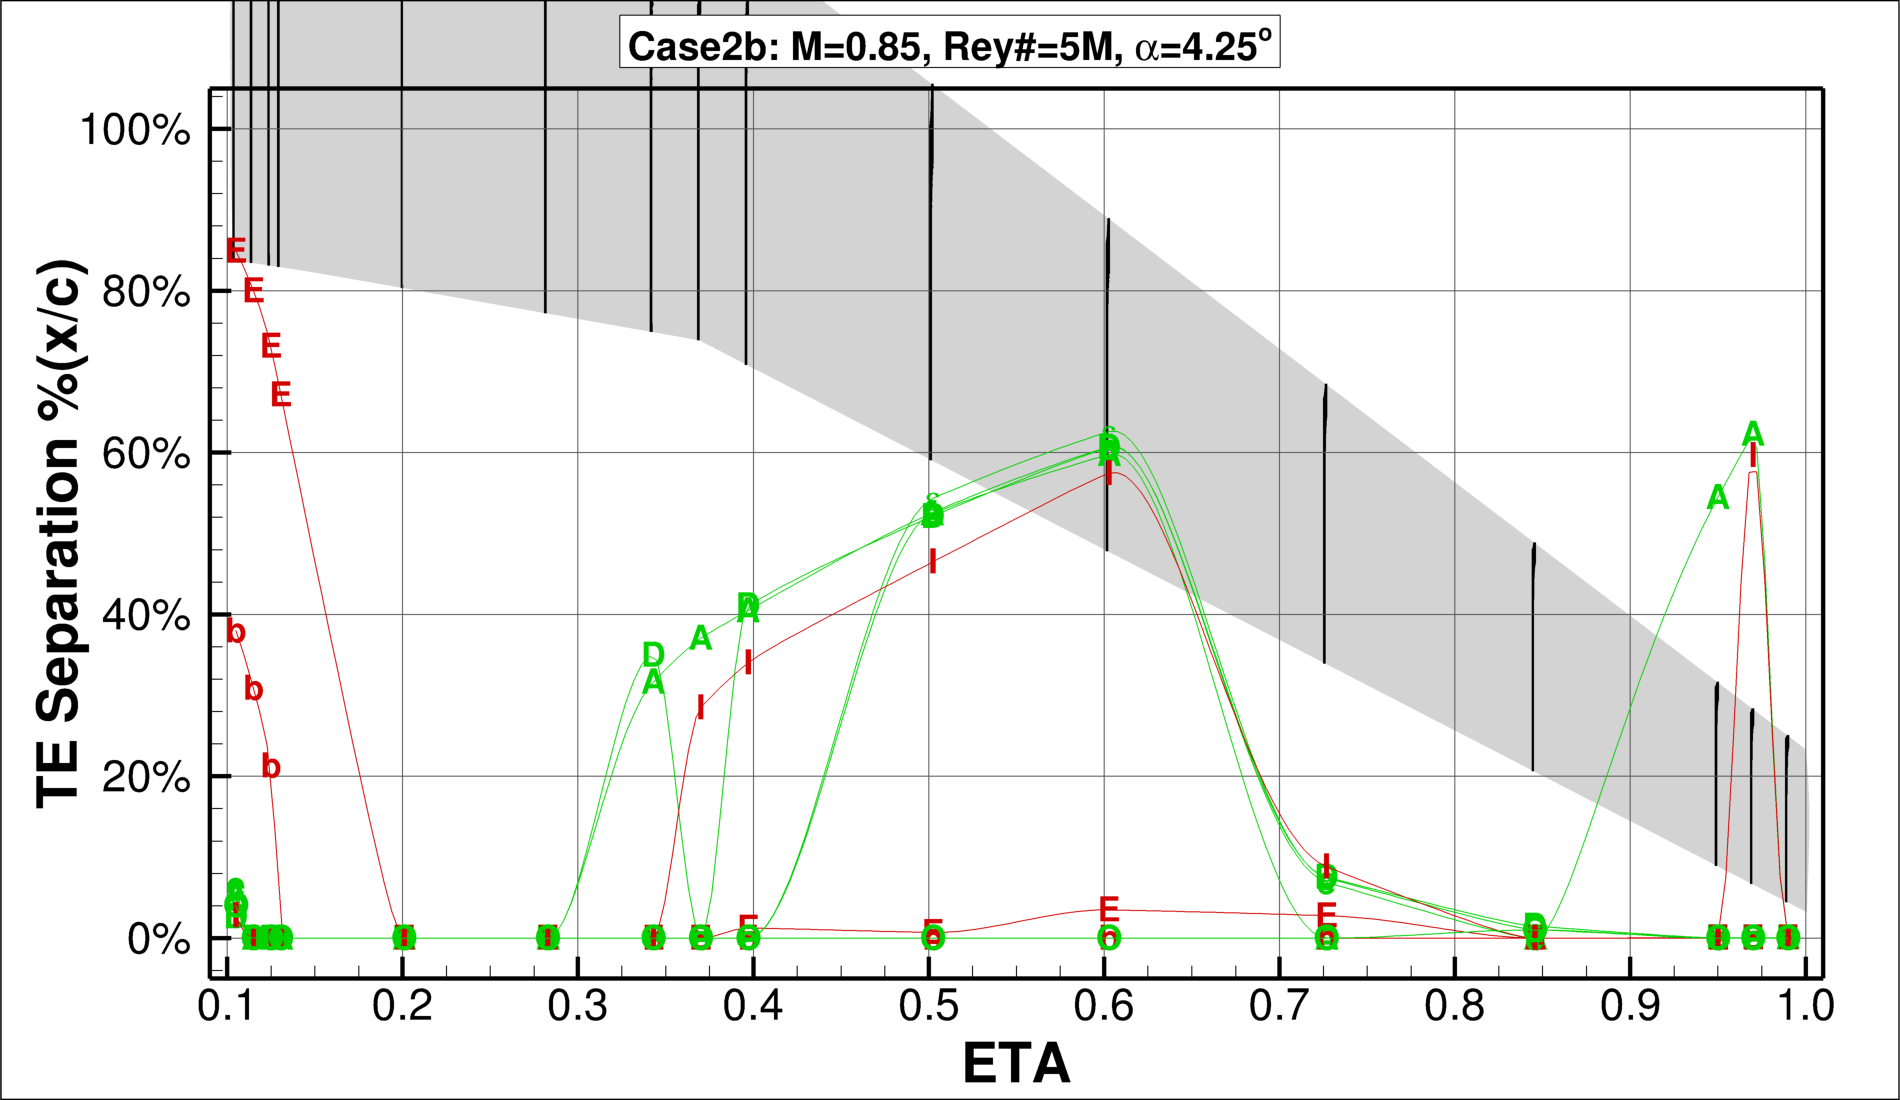 Case2b: M=0.85, Rey#=5M, α=4.25°
TE Separation %(x/c)
100%
80%
60%
40%
20%
0%
0.1 0.2 0.3 0.4 0.5 0.6 0.7 0.8 0.9 1.0
ETA
E
E
E
E
b
b
b
D
A
A
I
I
I
I
I
E
E
A
A
I